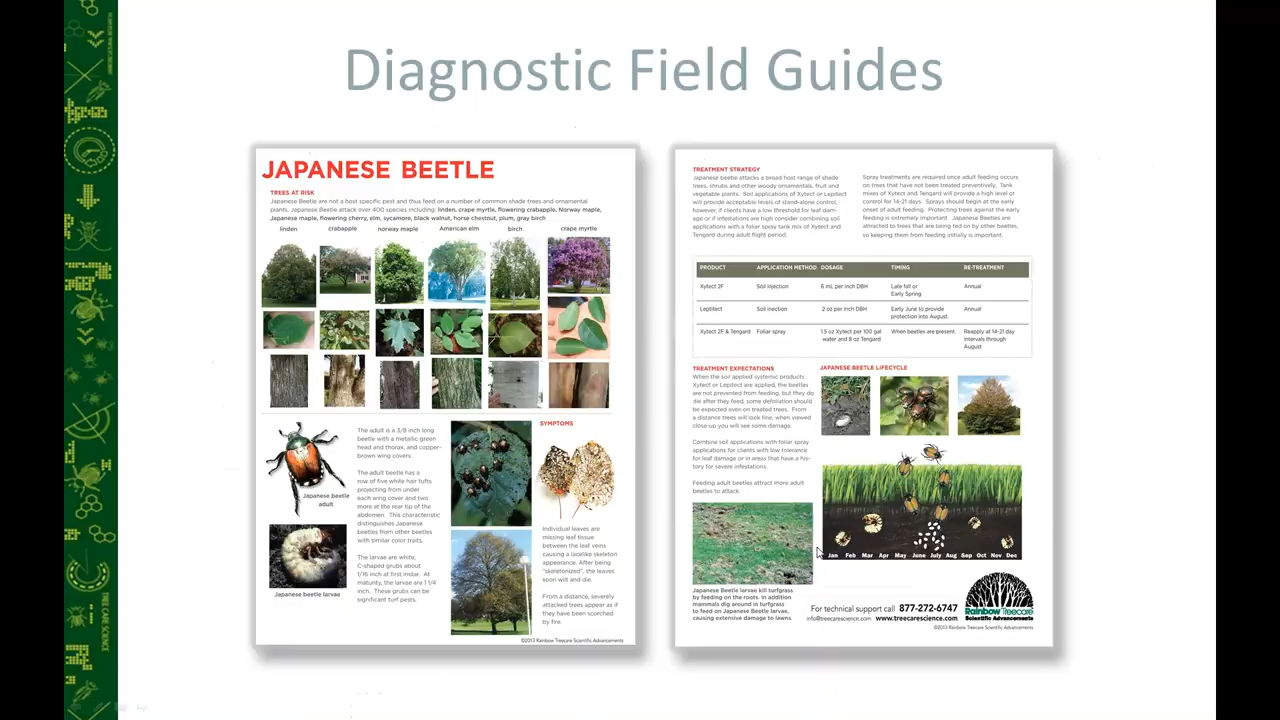 Diagnostic Field Guides
JAPANESE BEETLE
TREES AT RISK
Japanese Beetle are not a host specific pest and thus feed on a number of common shade trees and ornamental
plants. Japanese Beetle attack over 400 species including: linden, crape myrtle, flowering crabapple, Norway maple,
Japanese maple, flowering cherry, elm, sycamore, black walnut, horse chestnut, plum, gray birch
linden crabapple norway maple American elm birch crape myrtle
The adult is a 3/8 inch long
beetle with a metallic green
head and thorax, and copper-
brown wing covers
The adult beetle has a
row of five white hair tufts
projecting from under
each wing cover and two
more at the rear tip of the
abdomen. This characteristic
distinguishes Japanese
beetles from other beetles
with similar color traits.
The larvae are white,
C-shaped grubs about
1/16 inch at first instar. At
maturity, the larvae are 1 1/4
inch. These grubs can be
significant turf pests.
Japanese beetle
adult
Japanese beetle larvae
SYMPTOMS
Individual leaves are
missing leaf tissue
between the leaf veins
causing a lacelike skeleton
appearance. After being
"skeletonized", the leaves
soon wilt and die.
From a distance, severely
attacked trees appear as if
they have been scorched
by fire.
©2013 Rainbow Treecare Scientific Advancements
TREATMENT STRATEGY
Japanese beetle attacks a broad host range of shade
trees, shrubs and other woody ornamentals, fruit and
vegetable plants. Soil applications of Xytect or Lepitect
will provide acceptable levels of stand-alone control,
however, if clients have a low threshold for leaf dam-
age or if infestations are high consider combining soil
applications with a foliar spray tank mix of Xytect and
Tengard during adult flight period.
Spray treatments are required once adult feeding occurs
on trees that have not been treated preventively. Tank
mixes of Xytect and Tengard will provide a high level or
control for 14-21 days. Sprays should begin at the early
onset of adult feeding. Protecting trees against the early
feeding is extremely important. Japanese Beetles are
attracted to trees that are being fed on by other beetles,
so keeping them from feeding initially is important.
PRODUCT APPLICATION METHOD DOSAGE TIMING RE-TREATMENT
Xytect 2F Soil injection 6 mL per inch DBH Late fall or Annual
Early Spring
Leptitect Soil inection .2 oz per inch DBH Early June to provide Annual
protection into August.
Xytect 2F & Tengard Foliar spray 1.5 oz Xytect per 100 gal When beetles are present. Reapply at 14-21 day
water and 8 oz Tengard intervals through
August
TREATMENT EXPECTATIONS
When the soil applied systemic products
Xytect or Lepitect are applied, the beetles
are not prevented from feeding, but they do
die after they feed, some defoliation should
be expected even on treated trees. From
a distance trees will look fine, when viewed
close-up you will see some damage.
Combine soil applications with foliar spray
applications for clients with low tolerance
for leaf damage or in areas that have a his-
tory for severe infestations.
Feeding adult beetles attract more adult
beetles to attack.
Japanese Beetle larvae kill turfgrass
by feeding on the roots. In addition
mammals dig around in turfgrass
to feed on Japanese Beetle larvae,
causing extensive damage to lawns.
JAPANESE BEETLE LIFECYCLE
Jan Feb Mar Apr May June July Aug Sep Oct Nov Dec
For technical support call 877-272-6747
info@treecarescience.com www.treecarescience.com
Rainbow Treecare
Scientific Advancements
©2013 Rainbow Treecare Scientific Advancements
TREE CARE SCIENCE